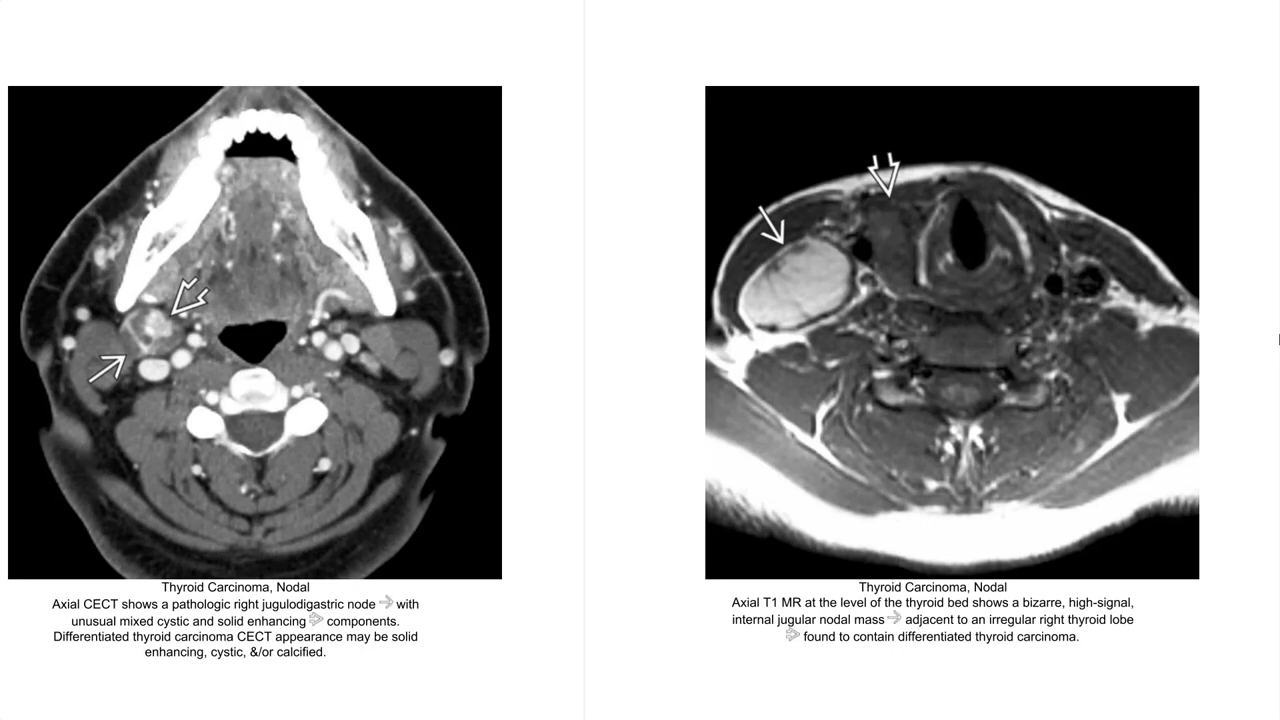 Thyroid Carcinoma, Nodal
Axial CECT shows a pathologic right jugulodigastric node with
unusual mixed cystic and solid enhancing components.
Differentiated thyroid carcinoma CECT appearance may be solid
enhancing, cystic, &/or calcified.
Thyroid Carcinoma, Nodal
Axial T1 MR at the level of the thyroid bed shows a bizarre, high-signal,
internal jugular nodal mass adjacent to an irregular right thyroid lobe
found to contain differentiated thyroid carcinoma.